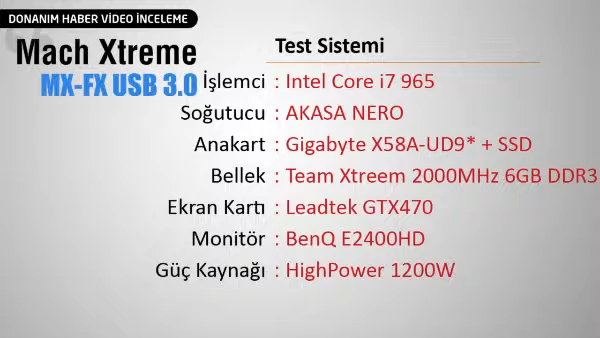 DONANIM HABER VİDEO İNCELEME
Mach Xtreme
MX-FX USB 3.0
Test Sistemi
İşlemci : Intel Core i7 965
Soğutucu : AKASA NERO
Anakart : Gigabyte X58A-UD9* + SSD
Bellek : Team Xtreem 2000MHz 6GB DDR3
Ekran Kartı : Leadtek GTX470
Monitör : BenQ E2400HD
Güç Kaynağı : HighPower 1200W